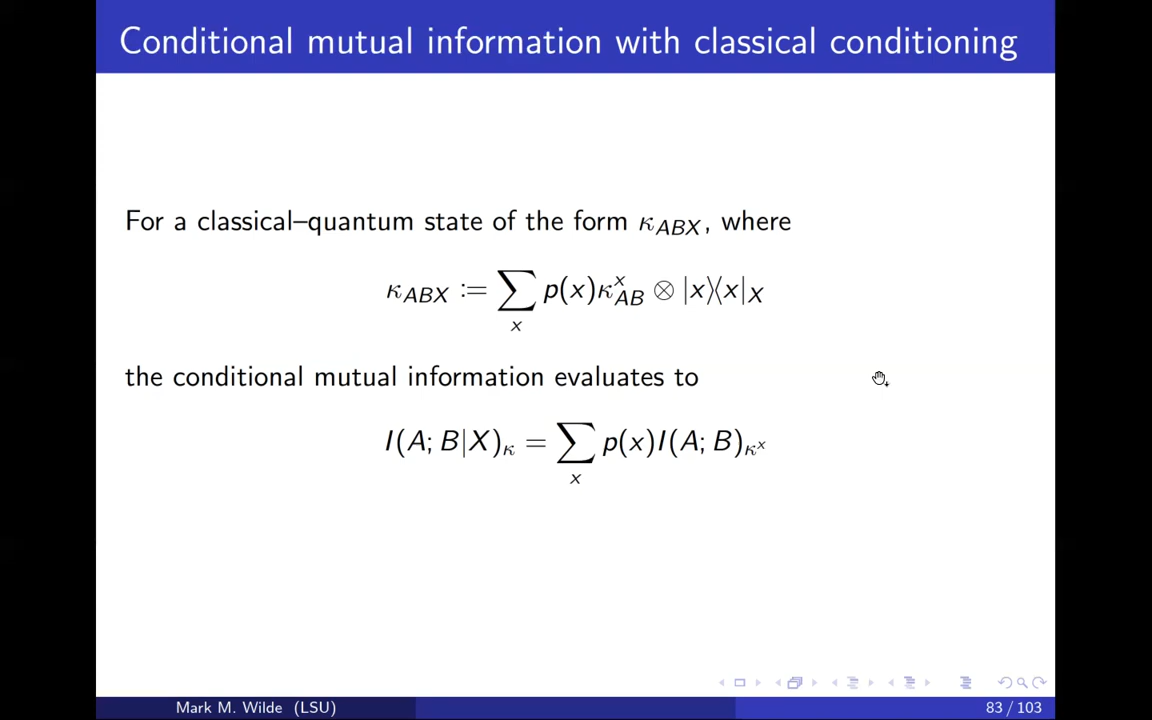 Conditional mutual information with classical conditioning
For a classical–quantum state of the form κ_{ABX}, where
κ_{ABX} := ∑_x p(x)κ^x_{AB} ⊗ |x⟩⟨x|_X
the conditional mutual information evaluates to
I(A; B|X)_κ = ∑_x p(x)I(A; B)_{κ^x}
Mark M. Wilde (LSU)
83 / 103